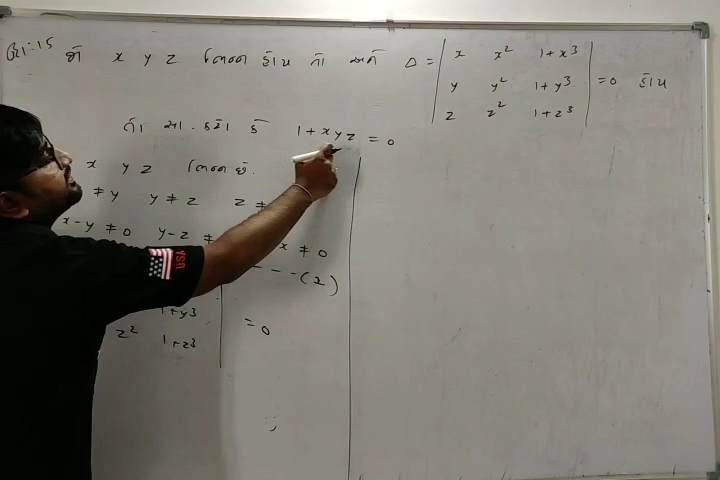 ઉદા:15 જો x y z ભિન્ન હોય તો અને Δ = | x x² 1+x³ |
| y y² 1+y³ | = 0 હોય
| z z² 1+z³ |
તો સા. કરો કે 1 + xyz = 0
x y z ભિન્ન છે.
≠ y y ≠ z z ≠
x-y ≠ 0 y-z ≠ x ≠ 0
- - - (x)
1+y³
z² 1+z³ | = 0
USA